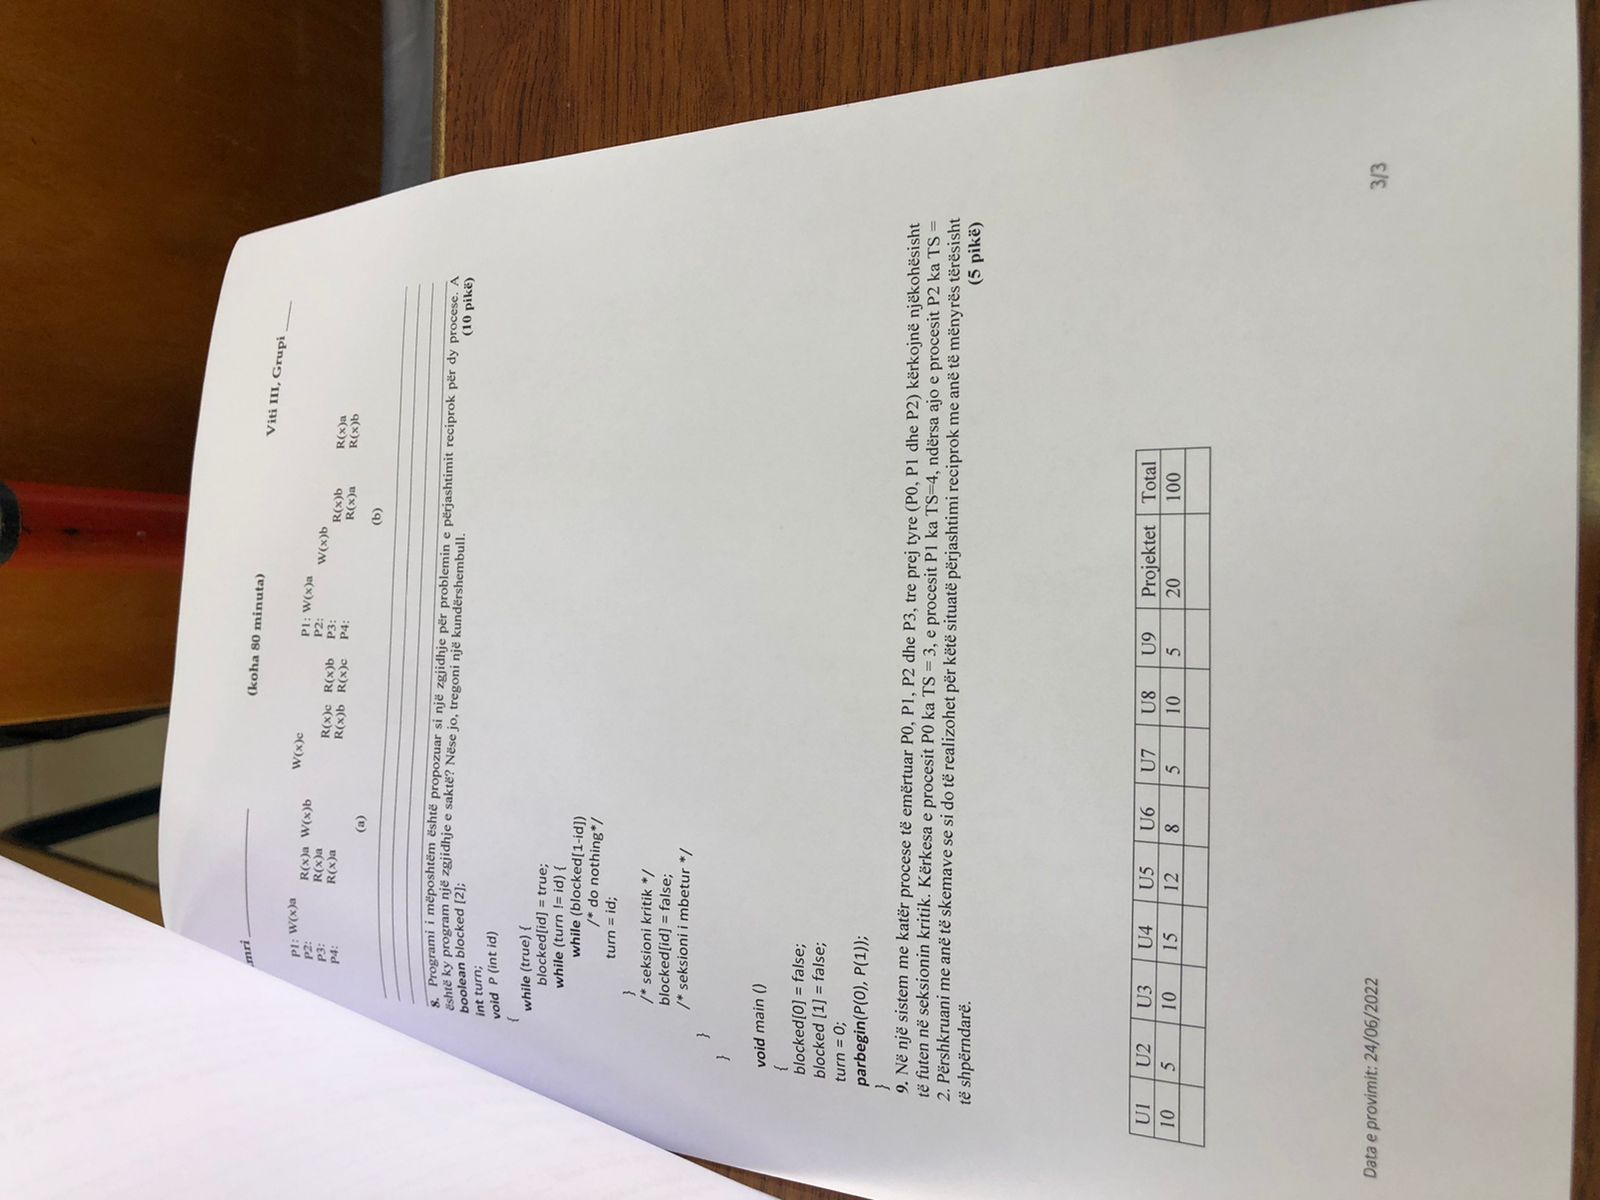 mri ____________ (koha 80 minuta) Viti III, Grupi ____
P1: W(x)a W(x)c
P2: R(x)a W(x)b
P3: R(x)a R(x)c R(x)b
P4: R(x)a R(x)b R(x)c
(a)
P1: W(x)a
P2: W(x)b
P3: R(x)b R(x)a
P4: R(x)a R(x)b
(b)
8. Programi i mëposhtëm është propozuar si një zgjidhje për problemin e përjashtimit reciprok për dy procese. A
është ky program një zgjidhje e saktë? Nëse jo, tregoni një kundërshembull. (10 pikë)
boolean blocked [2];
int turn;
void P (int id)
{
while (true) {
blocked[id] = true;
while (turn != id) {
while (blocked[1-id])
/* do nothing*/
turn = id;
}
/* seksioni kritik */
blocked[id] = false;
/* seksioni i mbetur */
}
}
void main ()
{
blocked[0] = false;
blocked [1] = false;
turn = 0;
parbegin(P(0), P(1));
}
9. Në një sistem me katër procese të emërtuar P0, P1, P2 dhe P3, tre prej tyre (P0, P1 dhe P2) kërkojnë njëkohësisht
të futen në seksionin kritik. Kërkesa e procesit P0 ka TS = 3, e procesit P1 ka TS=4, ndërsa ajo e procesit P2 ka TS =
2. Përshkruani me anë të skemave se si do të realizohet për këtë situatë përjashtimi reciprok me anë të mënyrës tërësisht
të shpërndarë. (5 pikë)
U1 U2 U3 U4 U5 U6 U7 U8 U9 Projektet Total
10 5 10 15 12 8 5 10 5 20 100
Data e provimit: 24/06/2022 3/3